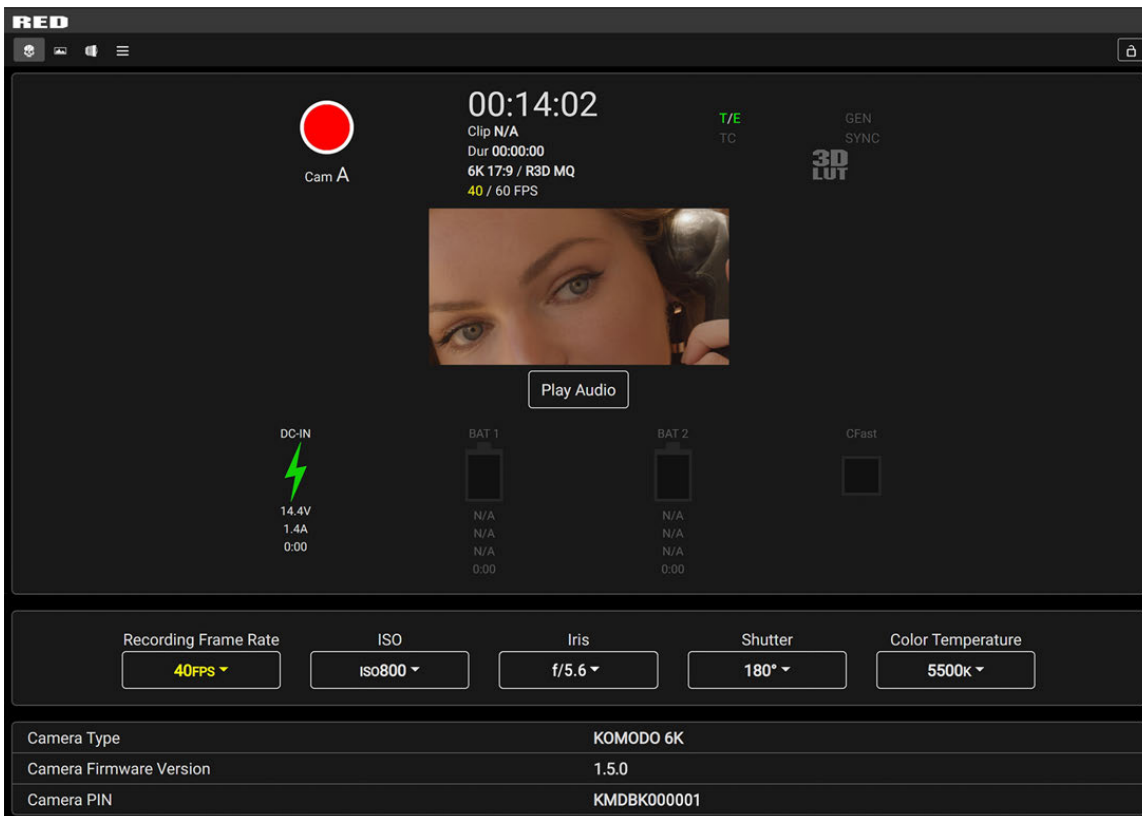 RED
00:14:02
Clip N/A
Dur 00:00:00
6K 17:9 / R3D MQ
40 / 60 FPS
Cam A
T/E
TC
GEN
SYNC
3D
LUT
Play Audio
DC-IN
14.4V
1.4A
0:00
BAT 1
N/A
N/A
N/A
0:00
BAT 2
N/A
N/A
N/A
0:00
CFast
Recording Frame Rate
40FPS
ISO
ISO800
Iris
f/5.6
Shutter
180°
Color Temperature
5500K
Camera Type KOMODO 6K
Camera Firmware Version 1.5.0
Camera PIN KMDBK000001